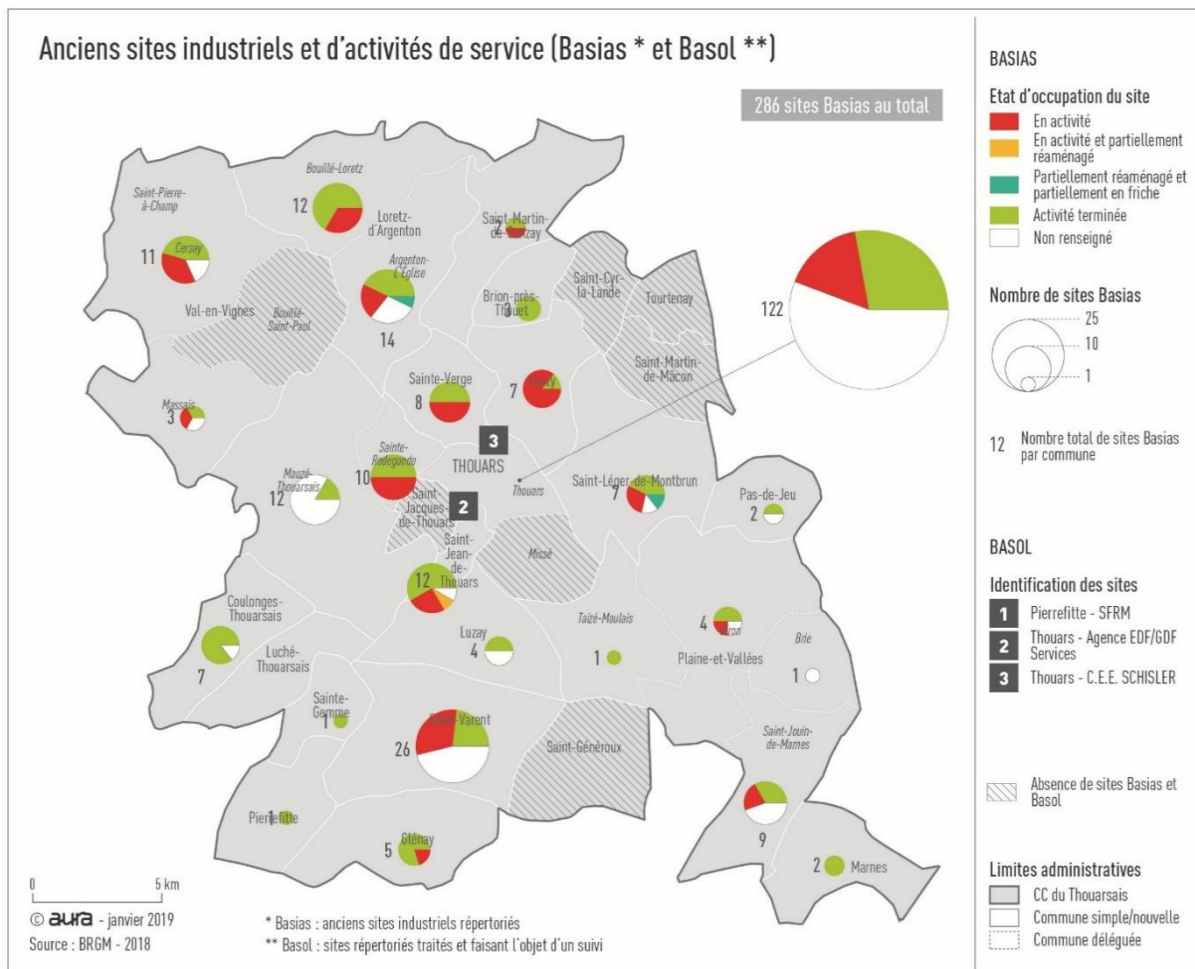 Anciens sites industriels et d'activités de service (Basias * et Basol **)
286 sites Basias au total
Saint-Pierre-
à-Champ
Bouillé-Loretz
12
Loretz-
d'Argenton
Saint-Martin-
de-Sanzay
2
Cersay
11
Argenton-
L'Église
14
Val-en-Vignes
Bouillé-
Saint-Paul
Brion-près-
Thouet
3
Saint-Cyr-
la-Lande
Tourtenay
Saint-Martin-
de-Mâcon
122
Massais
3
Sainte-Verge
8
7
3
THOUARS
Thouars
Sainte-
Radegonde
10
Mauzé-
Thouarsais
12
Saint-
Jacques-
de-Thouars
2
Saint-Léger-de-Montbrun
7
Pas-de-Jeu
2
Saint-
Jean-
de-
Thouars
12
Missé
Coulonges-
Thouarsais
7
Luché-
Thouarsais
Luzay
4
Taizé-Maulais
1
4
Plaine-et-Vallées
Brie
1
Sainte-
Gemme
1
Saint-Varent
26
Saint-Généroux
Saint-Jouin-
de-Marnes
9
Pierrefitte
1
Glénay
5
2
Marnes
0
5 km
© aura - janvier 2019
Source : BRGM - 2018
* Basias : anciens sites industriels répertoriés
** Basol : sites répertoriés traités et faisant l'objet d'un suivi
BASIAS
Etat d'occupation du site
En activité
En activité et partiellement
réaménagé
Partiellement réaménagé et
partiellement en friche
Activité terminée
Non renseigné
Nombre de sites Basias
25
10
1
12
Nombre total de sites Basias
par commune
BASOL
Identification des sites
1 Pierrefitte - SFRM
2 Thouars - Agence EDF/GDF
Services
3 Thouars - C.E.E. SCHISLER
Absence de sites Basias et
Basol
Limites administratives
CC du Thouarsais
Commune simple/nouvelle
Commune déléguée